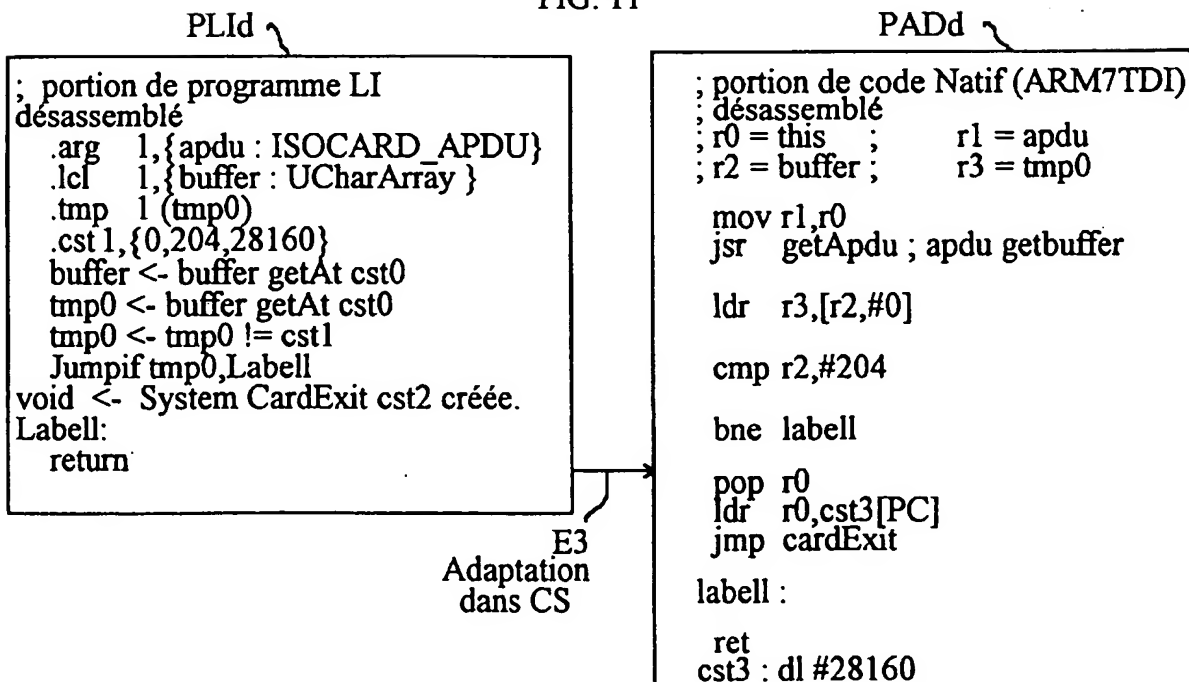 FIG. 11
PLId
; portion de programme LI
désassemblé
.arg 1,{apdu : ISOCARD_APDU}
.lcl 1,{buffer : UCharArray }
.tmp 1 (tmp0)
.cst 1,{0,204,28160}
buffer <- buffer getAt cst0
tmp0 <- buffer getAt cst0
tmp0 <- tmp0 != cst1
Jumpif tmp0,Labell
void <- System CardExit cst2 créée.
Labell:
return
E3
Adaptation
dans CS
PADd
; portion de code Natif (ARM7TDI)
; désassemblé
; r0 = this ; r1 = apdu
; r2 = buffer ; r3 = tmp0
mov r1,r0
jsr getApdu ; apdu getbuffer
ldr r3,[r2,#0]
cmp r2,#204
bne labell
pop r0
ldr r0,cst3[PC]
jmp cardExit
labell :
ret
cst3 : dl #28160